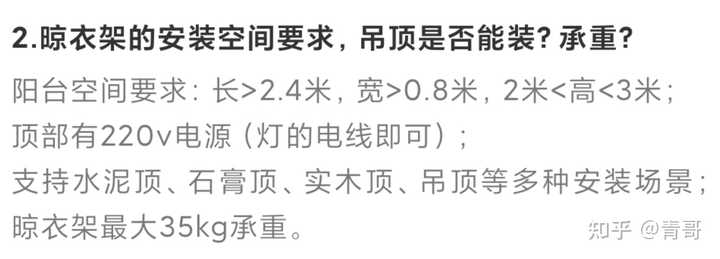 2.晾衣架的安装空间要求，吊顶是否能装？承重？
阳台空间要求：长>2.4米，宽>0.8米，2米<高<3米；
顶部有220v电源（灯的电线即可）；
支持水泥顶、石膏顶、实木顶、吊顶等多种安装场景；
晾衣架最大35kg承重。
知乎 @青哥